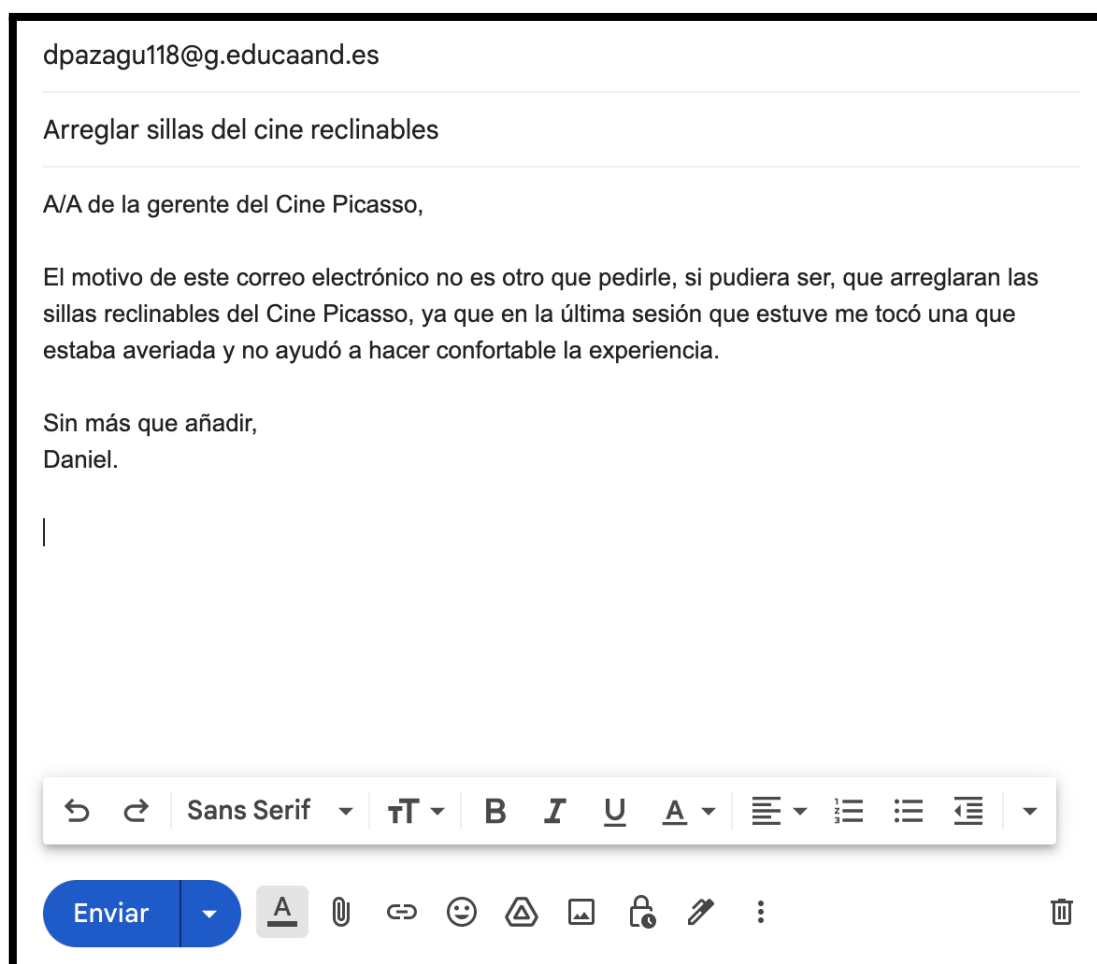 dpazagu118@g.educaand.es
Arreglar sillas del cine reclinables
A/A de la gerente del Cine Picasso,
El motivo de este correo electrónico no es otro que pedirle, si pudiera ser, que arreglaran las
sillas reclinables del Cine Picasso, ya que en la última sesión que estuve me tocó una que
estaba averiada y no ayudó a hacer confortable la experiencia.
Sin más que añadir,
Daniel.
Sans Serif
Enviar